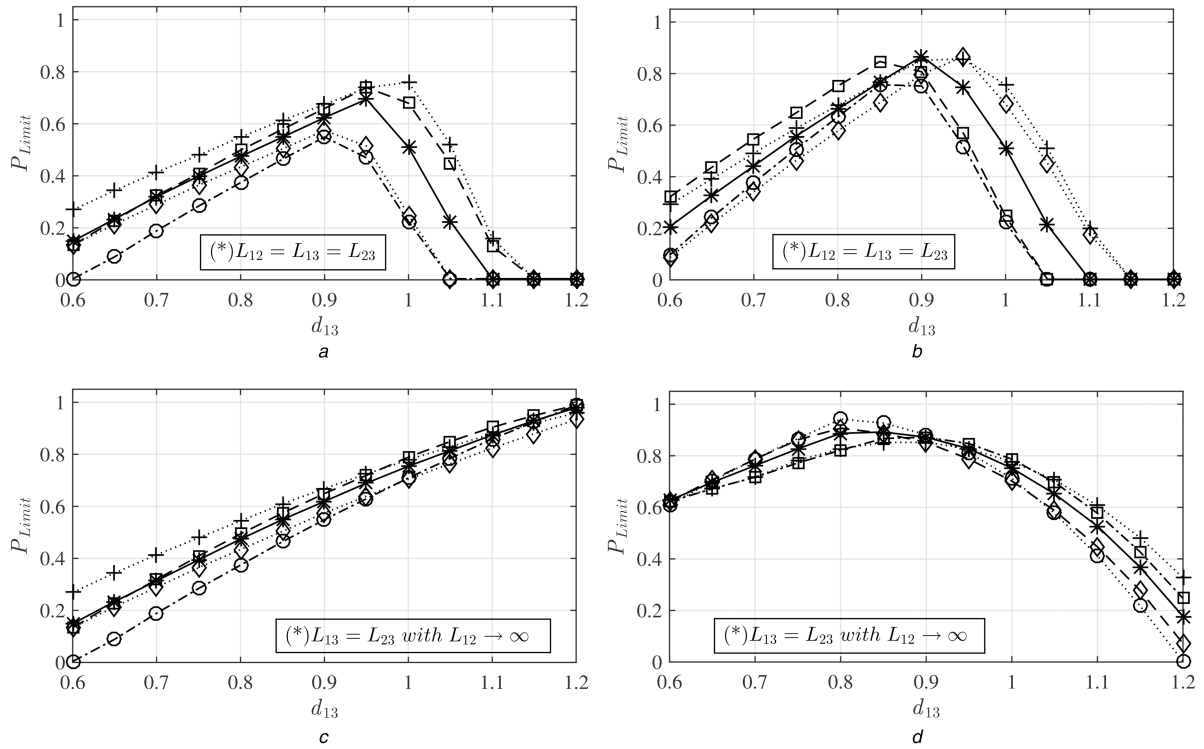 1
0.8
0.6
0.4
0.2
0
P_Limit
(*)L_12 = L_13 = L_23
0.6 0.7 0.8 0.9 1 1.1 1.2
d_13
a
1
0.8
0.6
0.4
0.2
0
P_Limit
(*)L_12 = L_13 = L_23
0.6 0.7 0.8 0.9 1 1.1 1.2
d_13
b
1
0.8
0.6
0.4
0.2
0
P_Limit
(*)L_13 = L_23 with L_12 → ∞
0.6 0.7 0.8 0.9 1 1.1 1.2
d_13
c
1
0.8
0.6
0.4
0.2
0
P_Limit
(*)L_13 = L_23 with L_12 → ∞
0.6 0.7 0.8 0.9 1 1.1 1.2
d_13
d